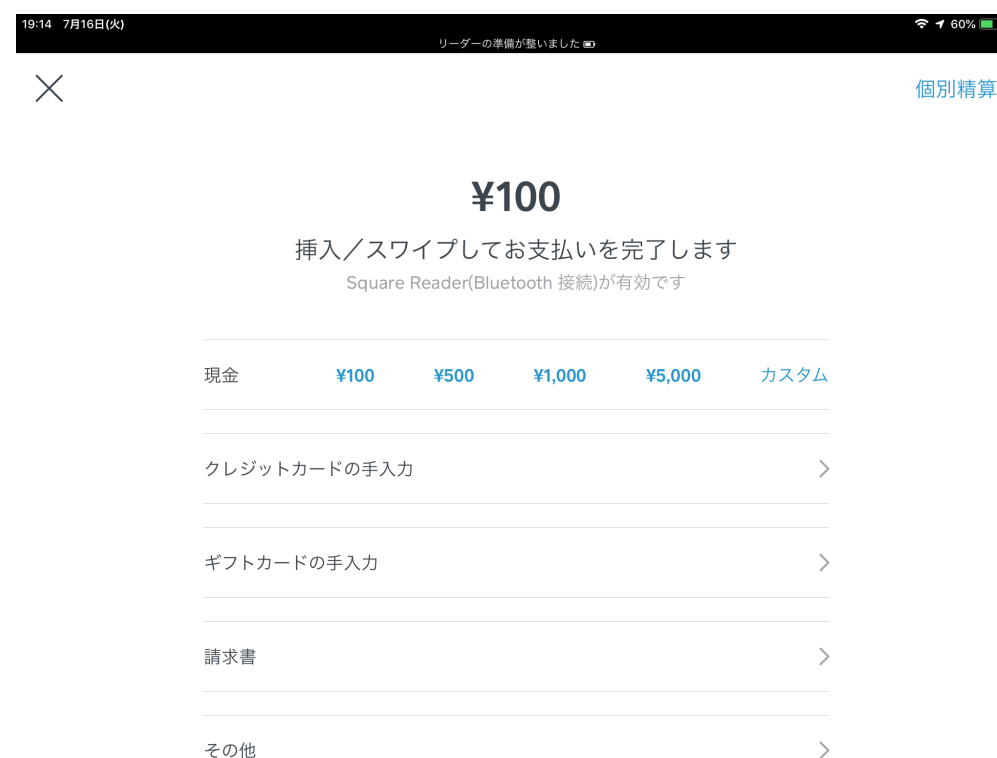 19:14 7月16日(火) 60%
リーダーの準備が整いました
個別精算
¥100
挿入／スワイプしてお支払いを完了します
Square Reader(Bluetooth 接続)が有効です
現金 ¥100 ¥500 ¥1,000 ¥5,000 カスタム
クレジットカードの手入力
ギフトカードの手入力
請求書
その他